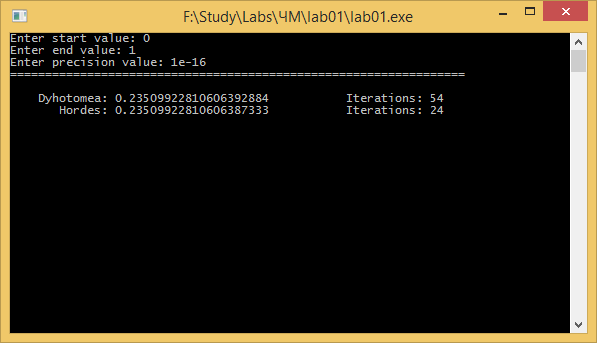 F:\Study\Labs\ЧМ\lab01\lab01.exe
Enter start value: 0
Enter end value: 1
Enter precision value: 1e-16
=================================================================
Dyhotomea: 0.23509922810606392884 Iterations: 54
Hordes: 0.23509922810606387333 Iterations: 24